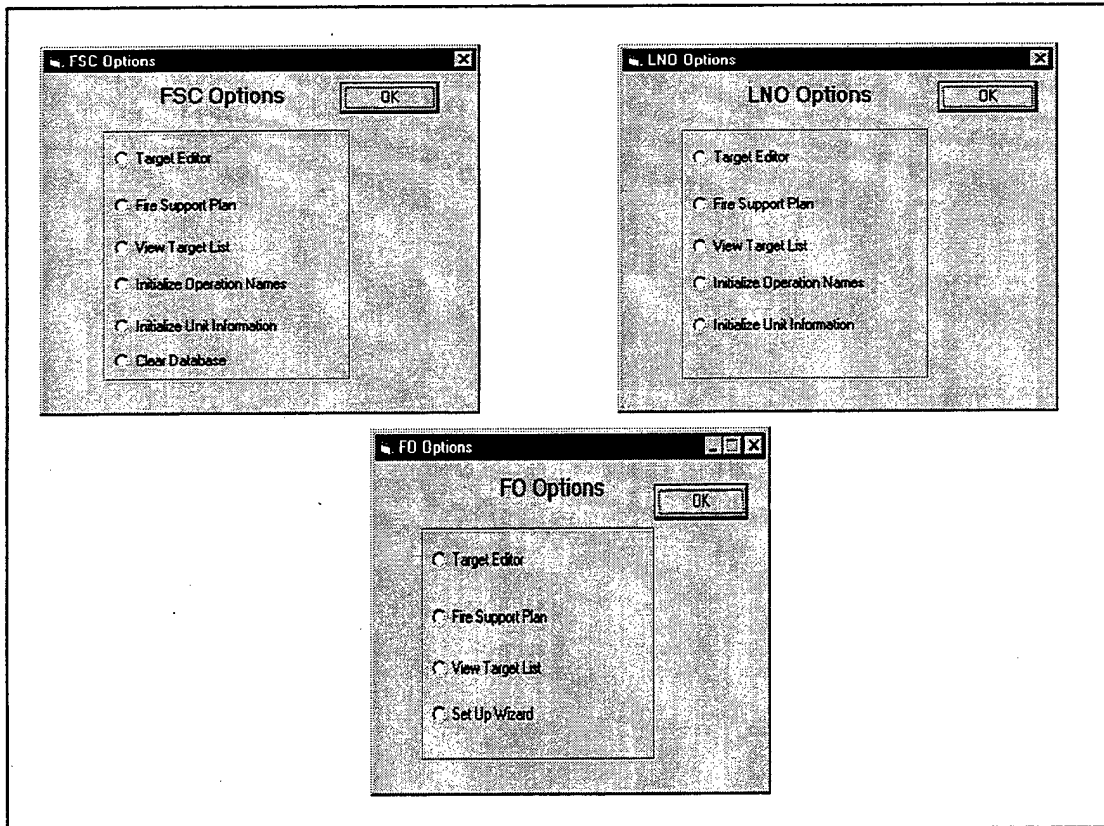 FSC Options
FSC Options
OK
Target Editor
Fire Support Plan
View Target List
Initialize Operation Names
Initialize Unit Information
Clear Database
LNO Options
LNO Options
OK
Target Editor
Fire Support Plan
View Target List
Initialize Operation Names
Initialize Unit Information
FO Options
FO Options
OK
Target Editor
Fire Support Plan
View Target List
Set Up Wizard